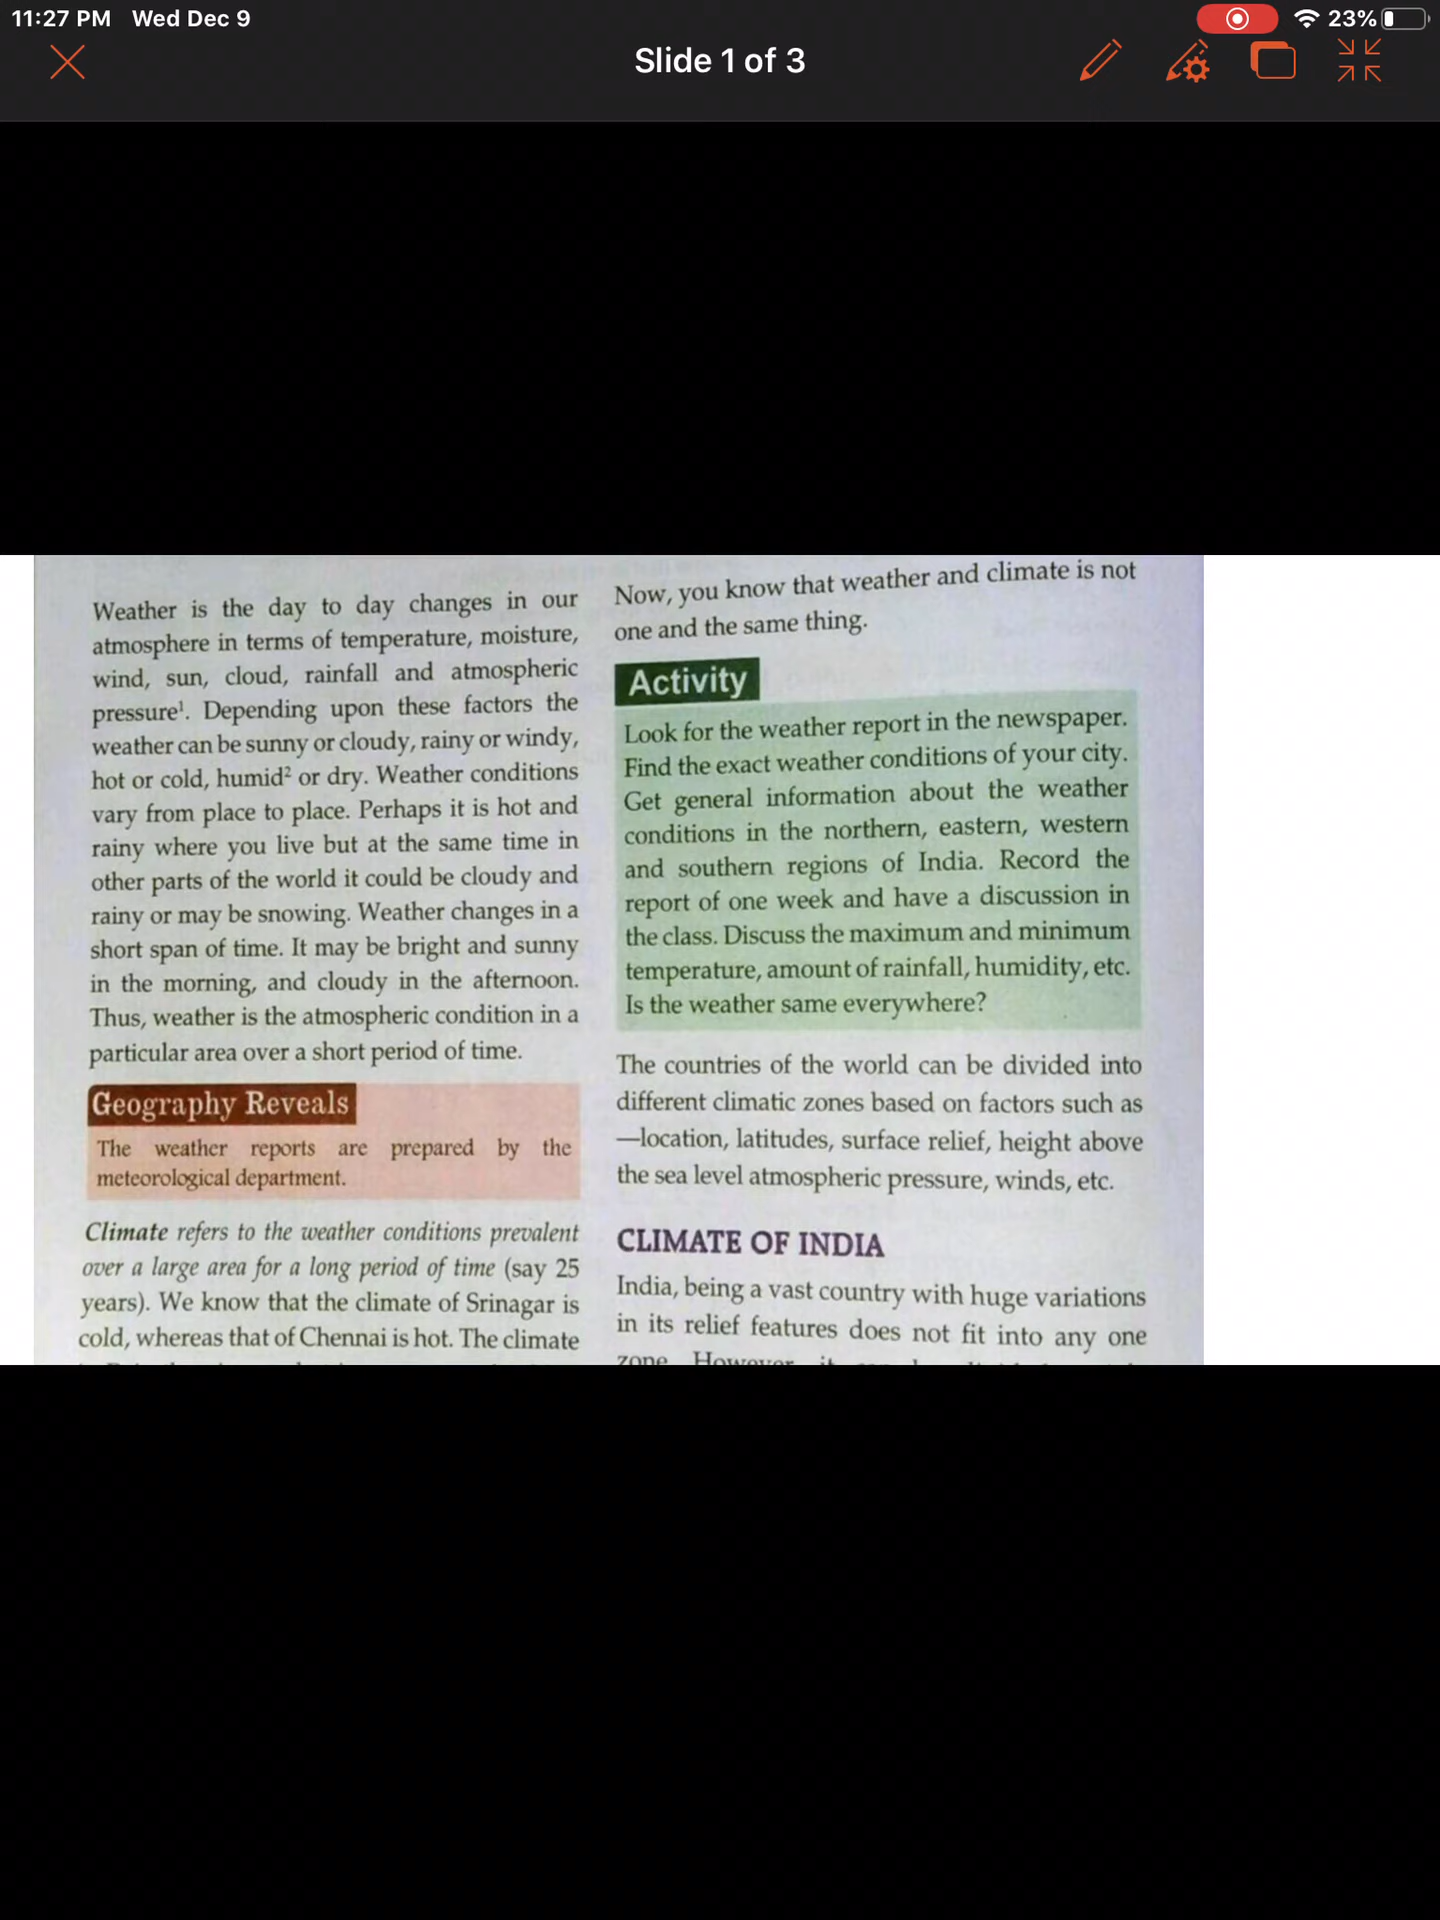 11:27 PM Wed Dec 9
23%
Slide 1 of 3
Weather is the day to day changes in our
atmosphere in terms of temperature, moisture,
wind, sun, cloud, rainfall and atmospheric
pressure¹. Depending upon these factors the
weather can be sunny or cloudy, rainy or windy,
hot or cold, humid² or dry. Weather conditions
vary from place to place. Perhaps it is hot and
rainy where you live but at the same time in
other parts of the world it could be cloudy and
rainy or may be snowing. Weather changes in a
short span of time. It may be bright and sunny
in the morning, and cloudy in the afternoon.
Thus, weather is the atmospheric condition in a
particular area over a short period of time.
Geography Reveals
The weather reports are prepared by the
meteorological department.
Climate refers to the weather conditions prevalent
over a large area for a long period of time (say 25
years). We know that the climate of Srinagar is
cold, whereas that of Chennai is hot. The climate
Now, you know that weather and climate is not
one and the same thing.
Activity
Look for the weather report in the newspaper.
Find the exact weather conditions of your city.
Get general information about the weather
conditions in the northern, eastern, western
and southern regions of India. Record the
report of one week and have a discussion in
the class. Discuss the maximum and minimum
temperature, amount of rainfall, humidity, etc.
Is the weather same everywhere?
The countries of the world can be divided into
different climatic zones based on factors such as
—location, latitudes, surface relief, height above
the sea level atmospheric pressure, winds, etc.
CLIMATE OF INDIA
India, being a vast country with huge variations
in its relief features does not fit into any one
zone. However, it